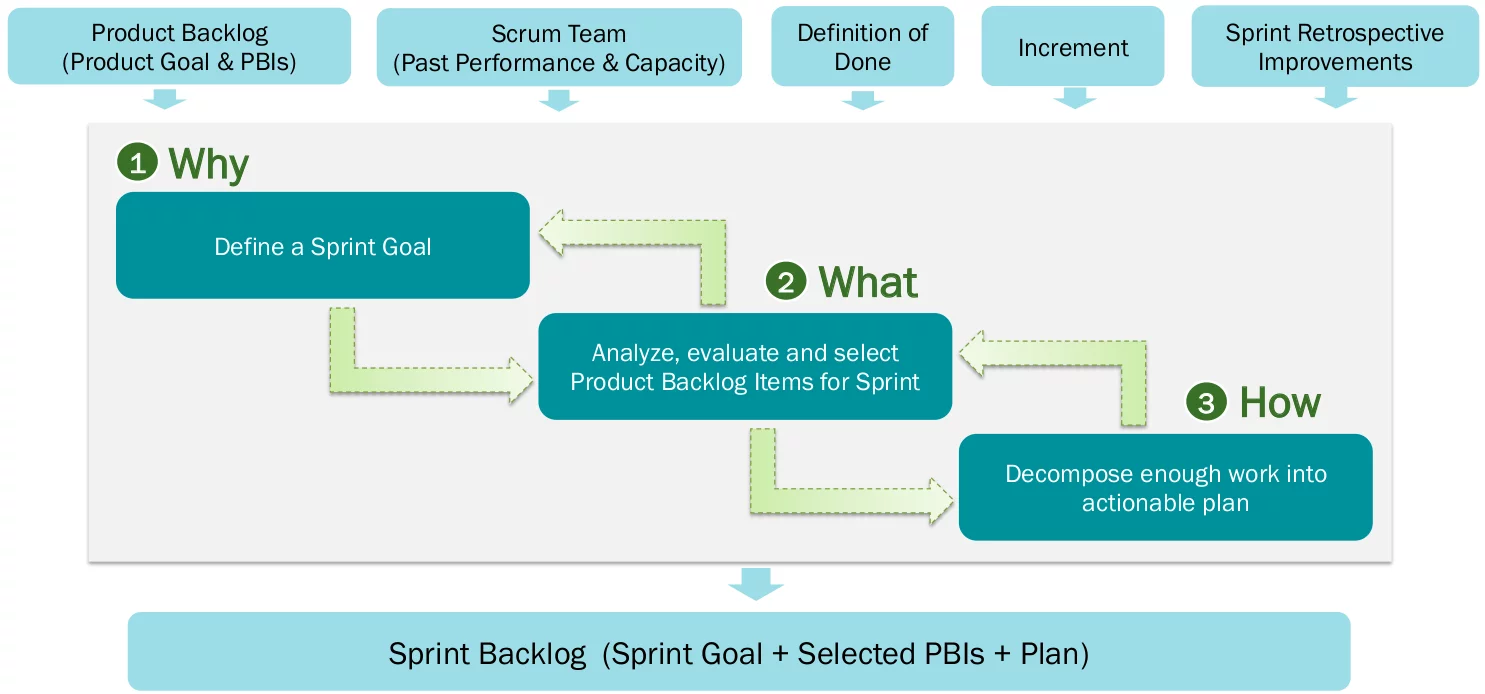 Product Backlog
(Product Goal & PBIs)
Scrum Team
(Past Performance & Capacity)
Definition of
Done
Increment
Sprint Retrospective
Improvements
1 Why
Define a Sprint Goal
2 What
Analyze, evaluate and select
Product Backlog Items for Sprint
3 How
Decompose enough work into
actionable plan
Sprint Backlog (Sprint Goal + Selected PBIs + Plan)